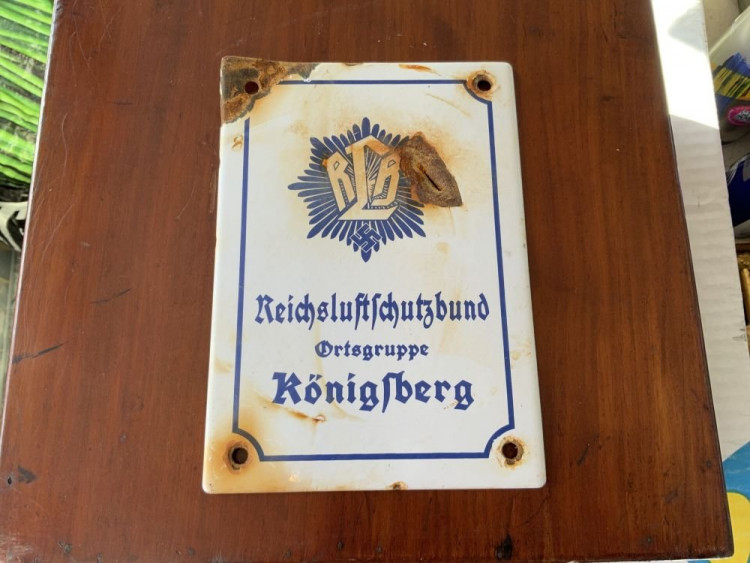 RLB
Reichsluftschutzbund
Ortsgruppe
Königsberg